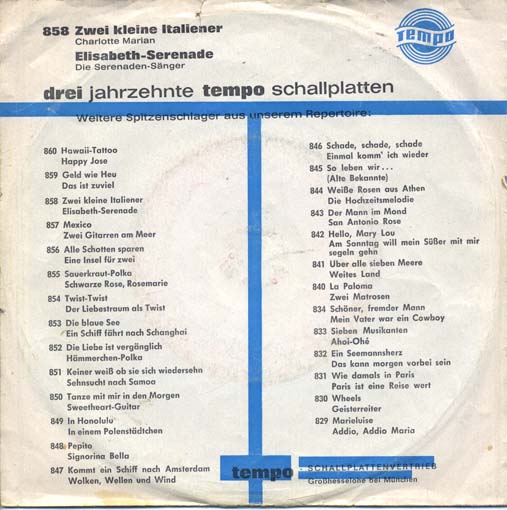 858 Zwei kleine Italiener
Charlotte Marian
Elisabeth-Serenade
Die Serenaden-Sänger
Tempo
drei jahrzehnte tempo schallplatten
Weitere Spitzenschlager aus unserem Repertoire:
860 Hawaii-Tattoo
Happy Jose
859 Geld wie Heu
Das ist zuviel
858 Zwei kleine Italiener
Elisabeth-Serenade
857 Mexico
Zwei Gitarren am Meer
856 Alle Schotten sparen
Eine Insel für zwei
855 Sauerkraut-Polka
Schwarze Rose, Rosemarie
854 Twist-Twist
Der Liebestraum als Twist
853 Die blaue See
Ein Schiff fährt nach Schanghai
852 Die Liebe ist vergänglich
Hämmerchen-Polka
851 Keiner weiß ob sie sich wiedersehn
Sehnsucht nach Samoa
850 Tanze mit mir in den Morgen
Sweetheart-Guitar
849 In Honolulu
In einem Polenstädtchen
848 Pepito
Signorina Bella
847 Kommt ein Schiff nach Amsterdam
Wolken, Wellen und Wind
846 Schade, schade, schade
Einmal komm' ich wieder
845 So leben wir...
(Alte Bekannte)
844 Weiße Rosen aus Athen
Die Hochzeitsmelodie
843 Der Mann im Mond
San Antonio Rose
842 Hello, Mary Lou
Am Sonntag will mein Süßer mit mir
segeln gehn
841 Über alle sieben Meere
Weites Land
840 La Paloma
Zwei Matrosen
834 Schöner, fremder Mann
Mein Vater war ein Cowboy
833 Sieben Musikanten
Ahoi-Ohé
832 Ein Seemannsherz
Das kann morgen vorbei sein
831 Wie damals in Paris
Paris ist eine Reise wert
830 Wheels
Geisterreiter
829 Marieluise
Addio, Addio Maria
tempo SCHALLPLATTENVERTRIEB
Großhesselohe bei München